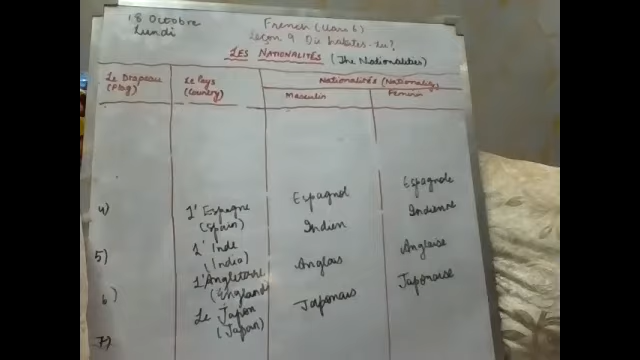 18 Octobre
Lundi
French (Class 6)
Leçon 9 Où habites-tu?
LES NATIONALITÉS (The Nationalities)
Le Drapeau (Flag)
Le Pays (Country)
Nationalités (Nationality)
Masculin
Feminin
4) L'Espagne (Spain) Espagnol Espagnole
5) L'Inde (India) Indien Indienne
6) L'Angleterre (England) Anglais Anglaise
7) Le Japon (Japan) Japonais Japonaise